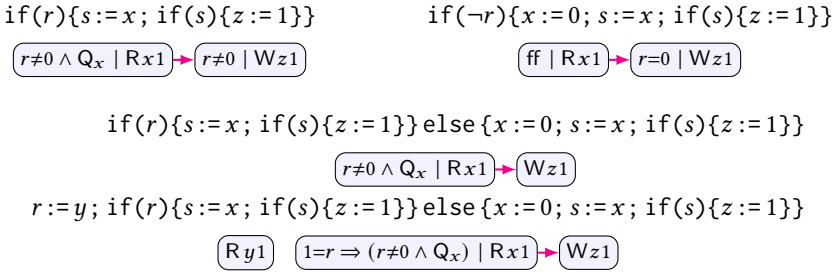 if(r){s:=x; if(s){z:=1}} if(¬r){x:=0; s:=x; if(s){z:=1}}
r≠0 ∧ Qₓ | Rx1 → r≠0 | Wz1 ff | Rx1 → r=0 | Wz1
if(r){s:=x; if(s){z:=1}} else {x:=0; s:=x; if(s){z:=1}}
r≠0 ∧ Qₓ | Rx1 → Wz1
r:=y; if(r){s:=x; if(s){z:=1}} else {x:=0; s:=x; if(s){z:=1}}
Ry1 1=r ⇒ (r≠0 ∧ Qₓ) | Rx1 → Wz1